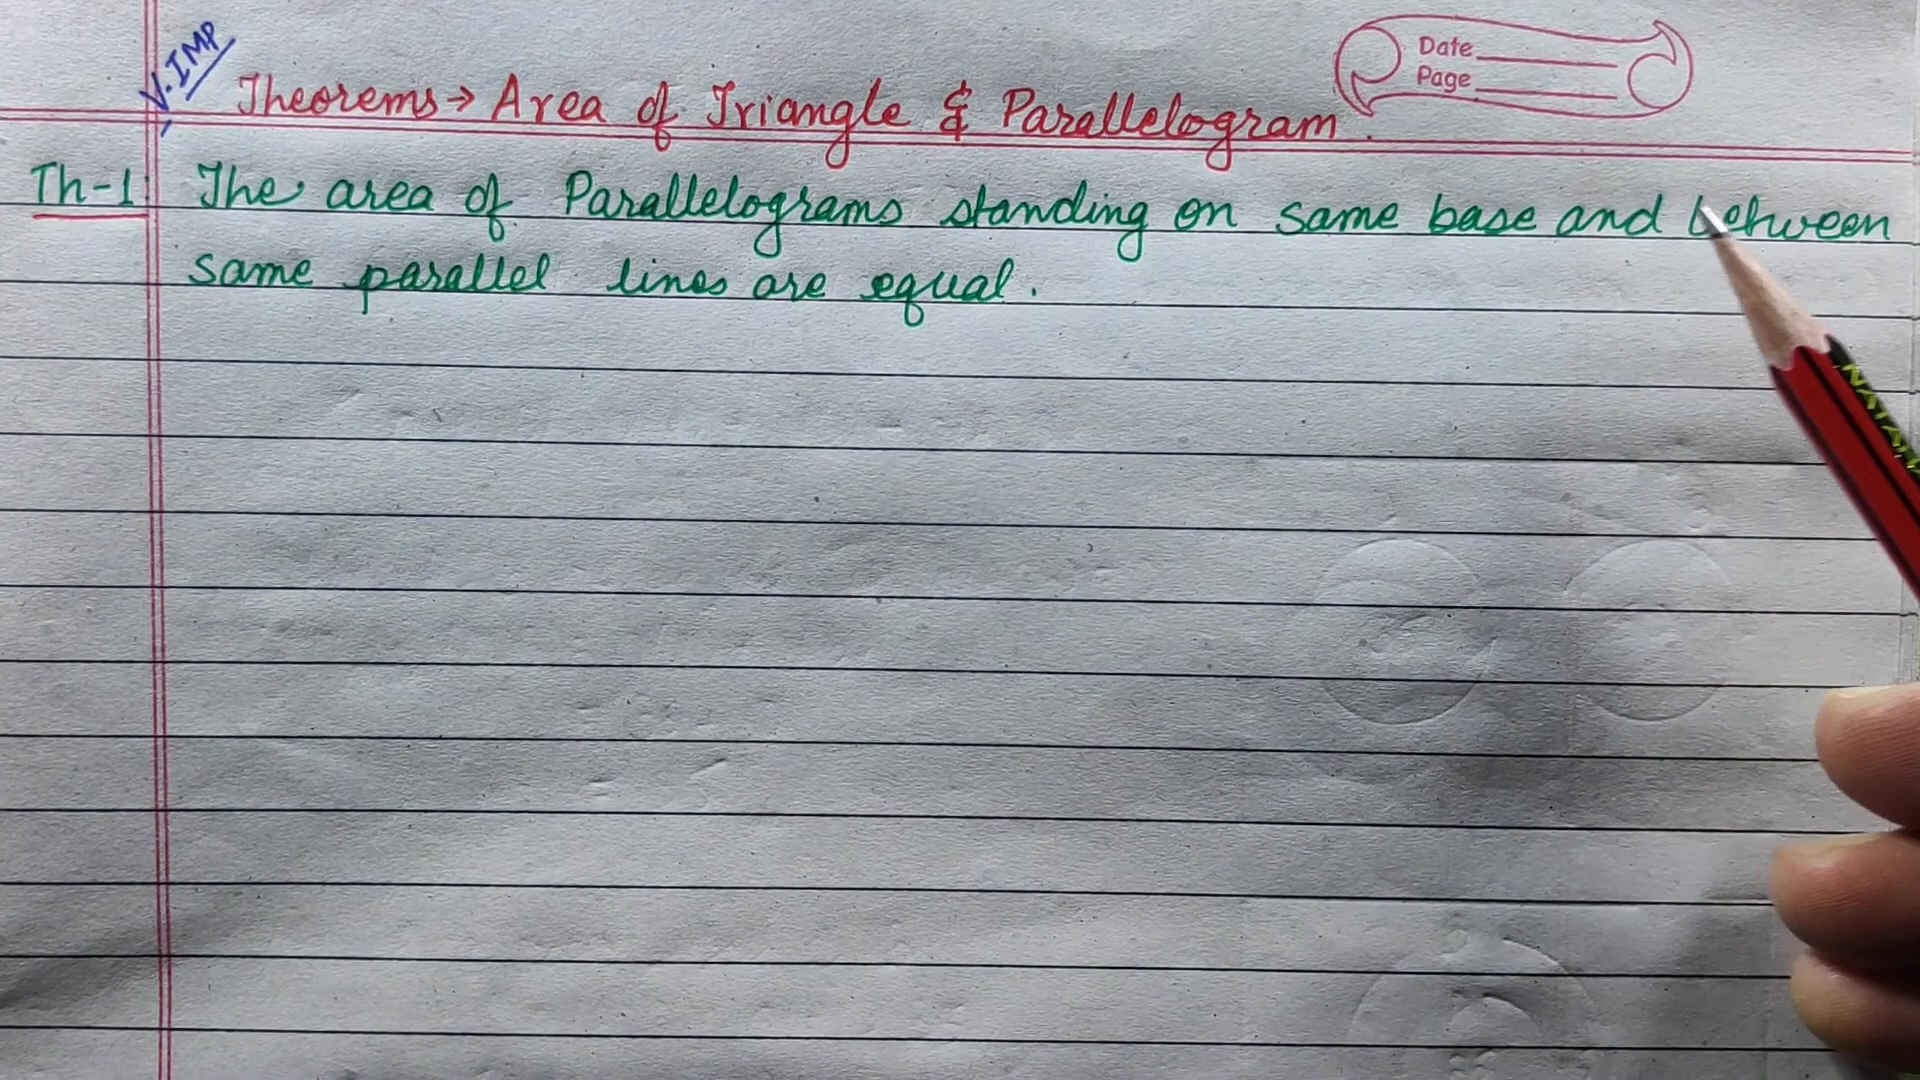 V. IMP
Date
Page
Theorems → Area of Triangle & Parallelogram.
Th-1: The area of Parallelograms standing on same base and between
same parallel lines are equal.